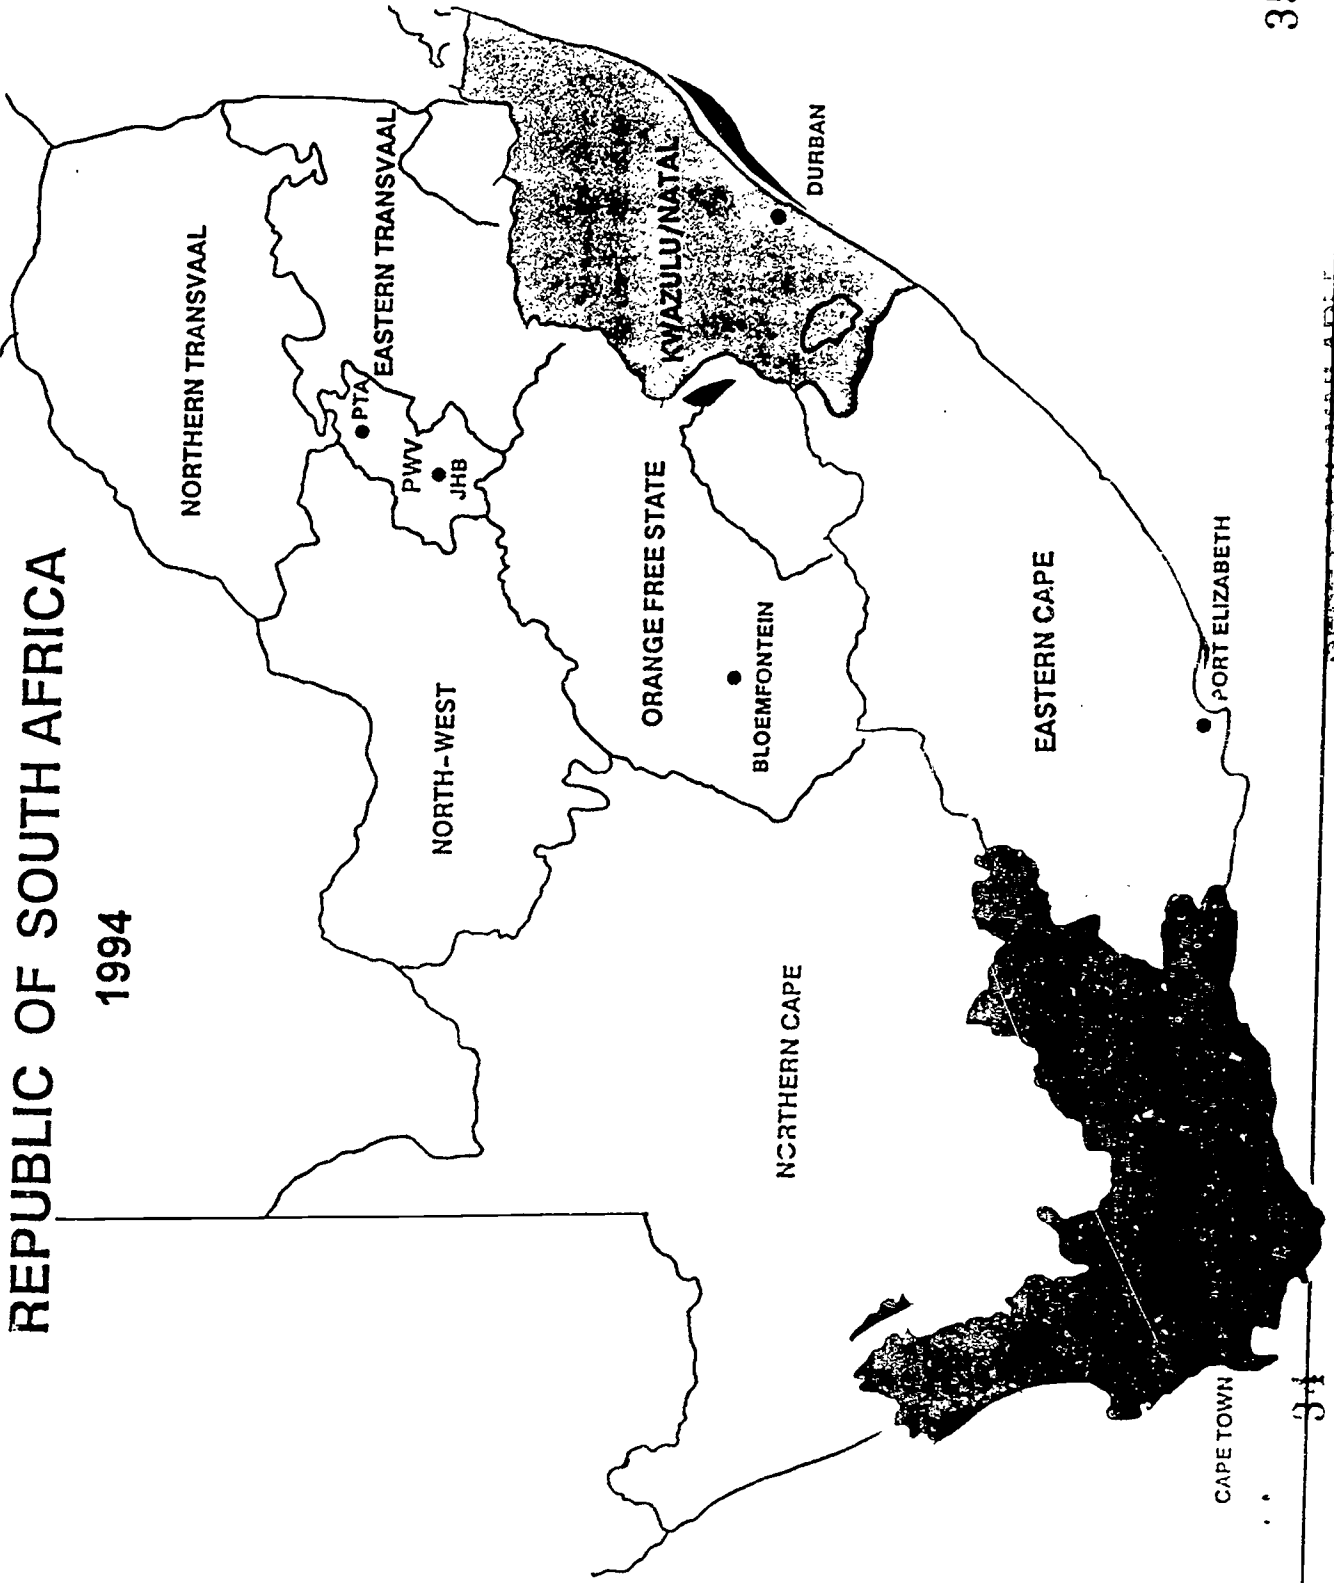 REPUBLIC OF SOUTH AFRICA
1994
NORTHERN TRANSVAAL
EASTERN TRANSVAAL
PTA
PWV
JHB
NORTH-WEST
KWAZULU/NATAL
ORANGE FREE STATE
BLOEMFONTEIN
DURBAN
NORTHERN CAPE
EASTERN CAPE
PORT ELIZABETH
CAPE TOWN
34